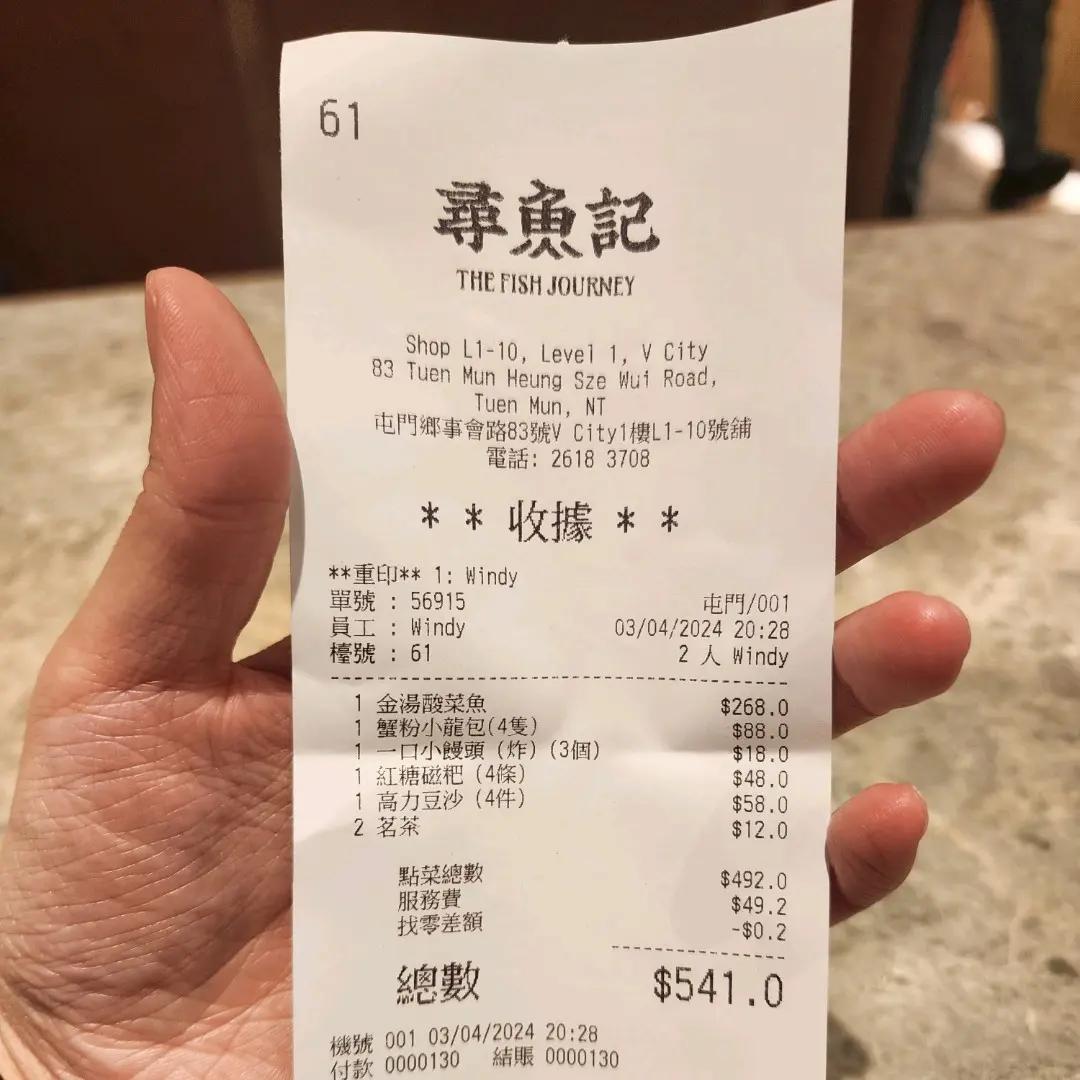 61
尋魚記
THE FISH JOURNEY
Shop L1-10, Level 1, V City
83 Tuen Mun Heung Sze Wui Road,
Tuen Mun, NT
屯門鄉事會路83號V City1樓L1-10號舖
電話: 2618 3708
* * 收據 * *
**重印** 1: Windy
單號 : 56915 屯門/001
員工 : Windy 03/04/2024 20:28
檯號 : 61 2 人 Windy
1 金湯酸菜魚 $268.0
1 蟹粉小龍包(4隻) $88.0
1 一口小饅頭 (炸) (3個) $18.0
1 紅糖磁粑 (4條) $48.0
1 高力豆沙 (4件) $58.0
2 茗茶 $12.0
點菜總數 $492.0
服務費 $49.2
找零差額 -$0.2
總數 $541.0
機號 001 03/04/2024 20:28
付款 0000130 結賬 0000130